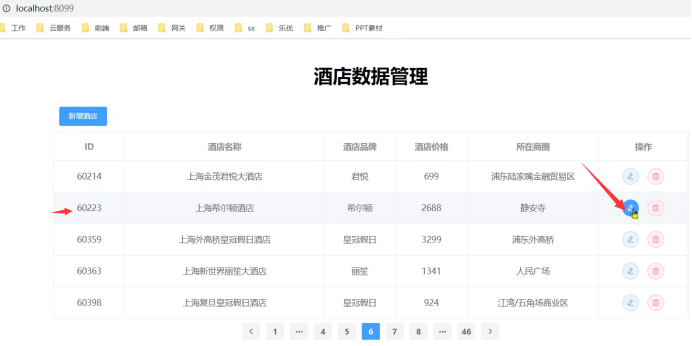 localhost:8099
工作 云服务 前端 邮箱 网关 权限 sx 乐优 推广 PPT素材
酒店数据管理
新增酒店
ID 酒店名称 酒店品牌 酒店价格 所在商圈 操作
60214 上海金茂君悦大酒店 君悦 699 浦东陆家嘴金融贸易区
60223 上海希尔顿酒店 希尔顿 2688 静安寺
60359 上海外高桥皇冠假日酒店 皇冠假日 3299 浦东外高桥
60363 上海新世界丽笙大酒店 丽笙 1341 人民广场
60398 上海复旦皇冠假日酒店 皇冠假日 924 江湾/五角场商业区
< 1 ••• 4 5 6 7 8 ••• 46 >